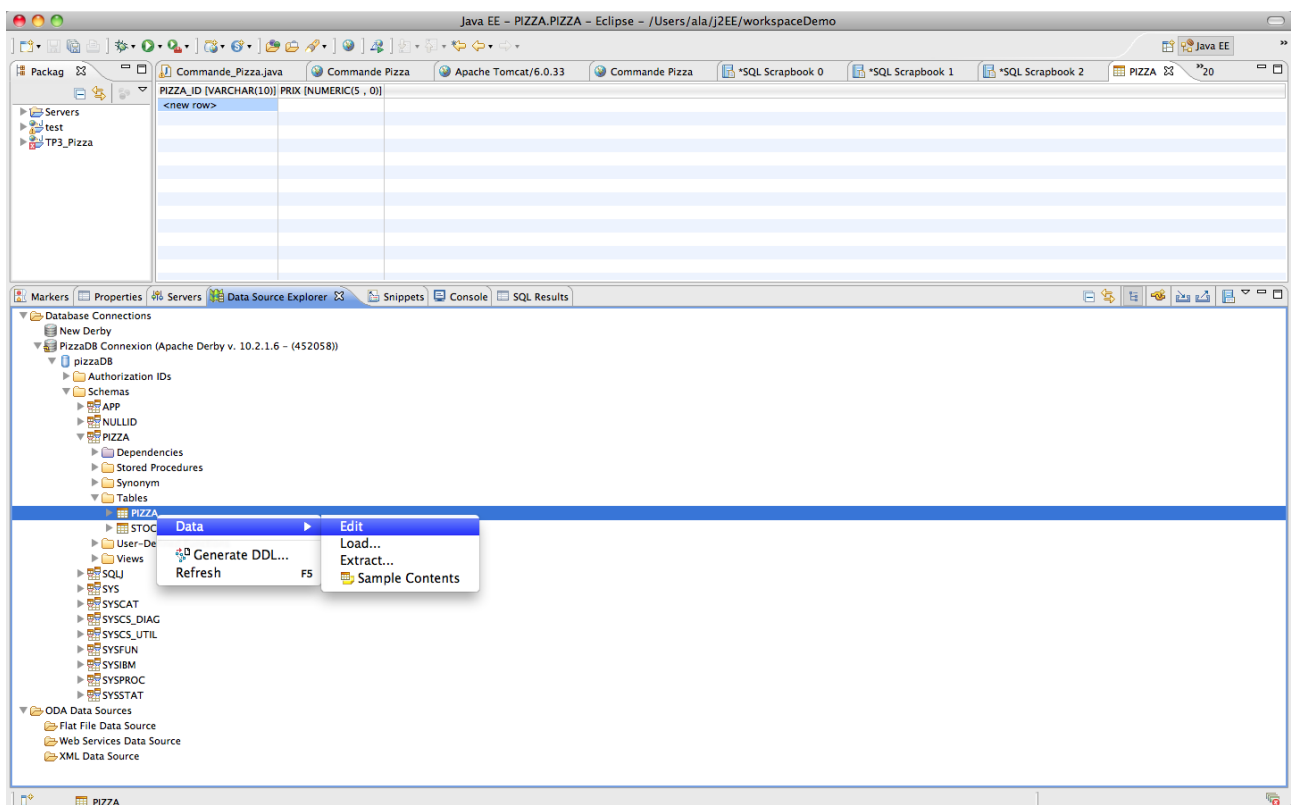 Java EE – PIZZA.PIZZA – Eclipse – /Users/ala/j2EE/workspaceDemo
Java EE »
Packag Commande_Pizza.java Commande Pizza Apache Tomcat/6.0.33 Commande Pizza *SQL Scrapbook 0 *SQL Scrapbook 1 *SQL Scrapbook 2 PIZZA »20
PIZZA_ID [VARCHAR(10)] PRIX [NUMERIC(5 , 0)]
<new row>
Servers
test
TP3_Pizza
Markers Properties Servers Data Source Explorer Snippets Console SQL Results
Database Connections
New Derby
PizzaDB Connexion (Apache Derby v. 10.2.1.6 – (452058))
pizzaDB
Authorization IDs
Schemas
APP
NULLID
PIZZA
Dependencies
Stored Procedures
Synonym
Tables
PIZZA
STOC
User-De
Views
SQLJ
SYS
SYSCAT
SYSCS_DIAG
SYSCS_UTIL
SYSFUN
SYSIBM
SYSPROC
SYSSTAT
Data
Generate DDL...
Refresh F5
Edit
Load...
Extract...
Sample Contents
ODA Data Sources
Flat File Data Source
Web Services Data Source
XML Data Source
PIZZA